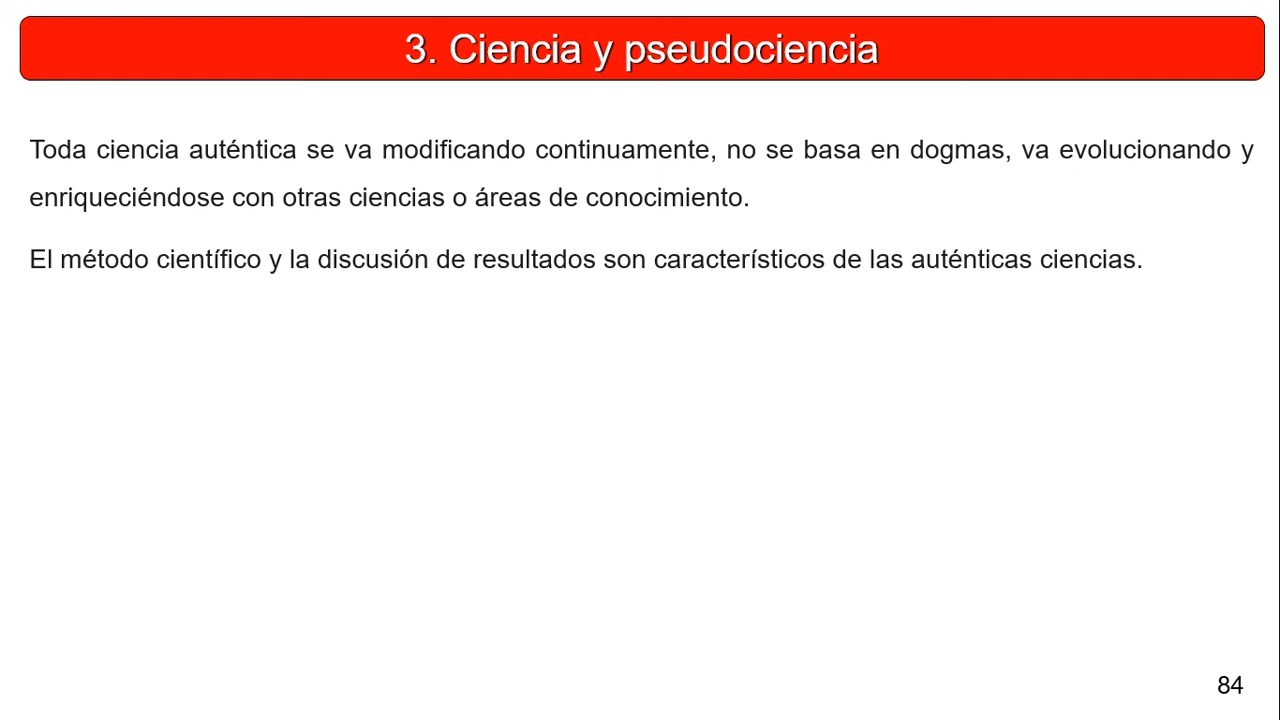 3. Ciencia y pseudociencia
Toda ciencia auténtica se va modificando continuamente, no se basa en dogmas, va evolucionando y
enriqueciéndose con otras ciencias o áreas de conocimiento.
El método científico y la discusión de resultados son característicos de las auténticas ciencias.
84